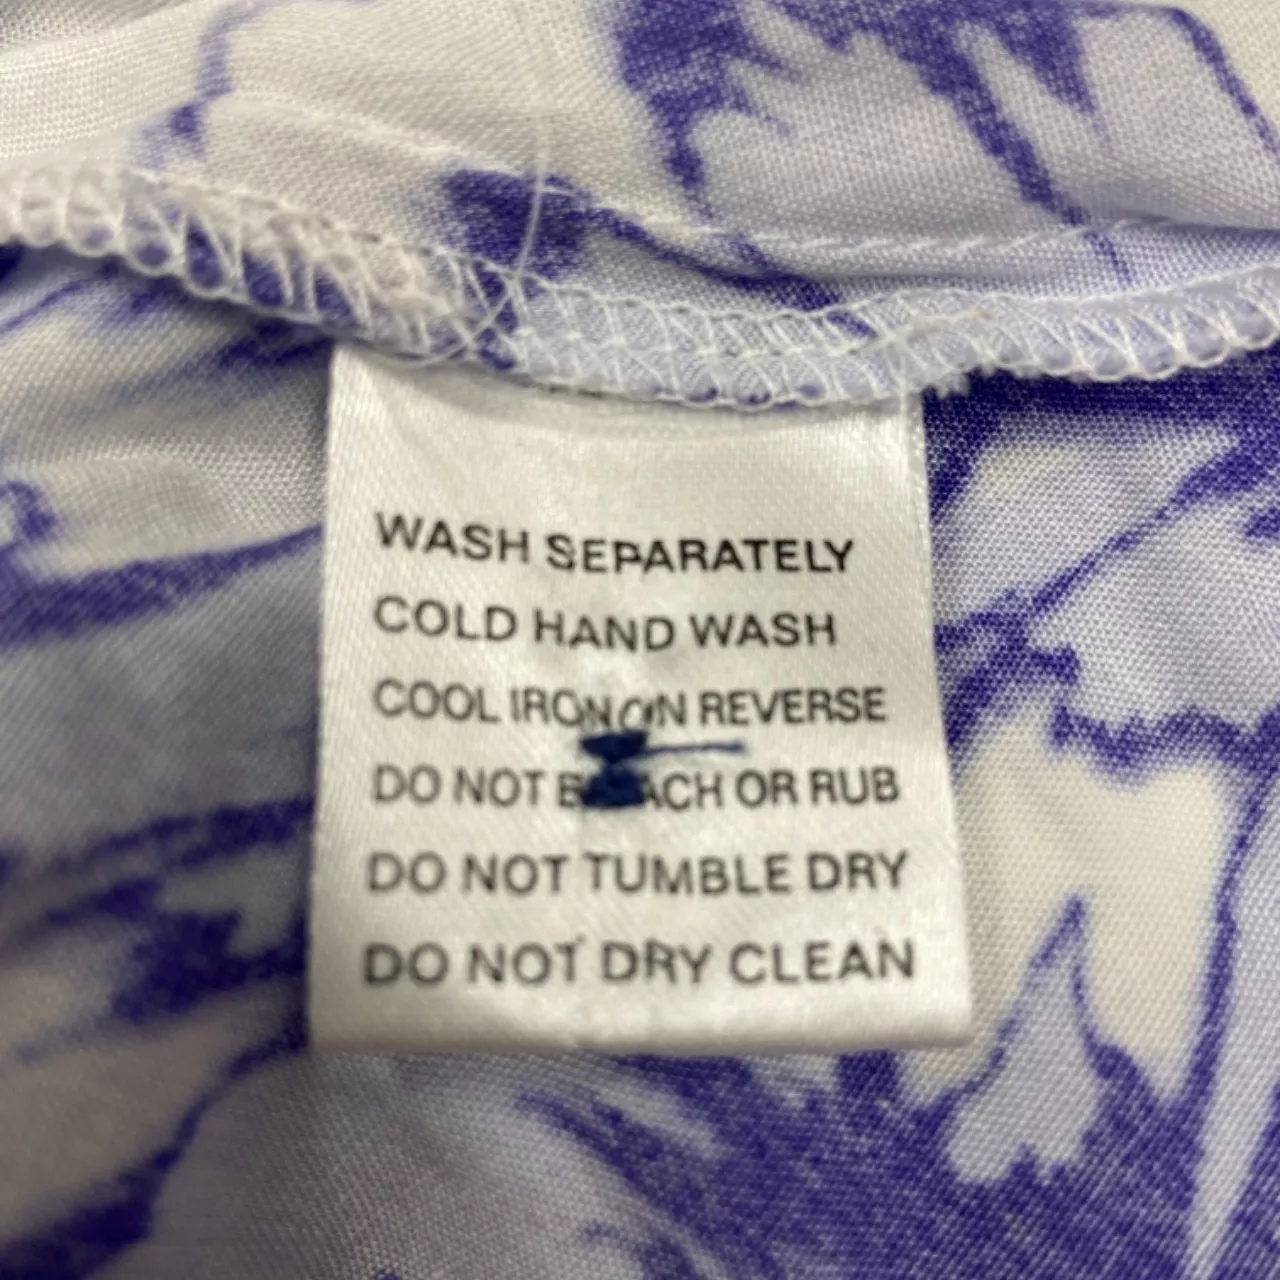 WASH SEPARATELY
COLD HAND WASH
COOL IRON ON REVERSE
DO NOT BLEACH OR RUB
DO NOT TUMBLE DRY
DO NOT DRY CLEAN